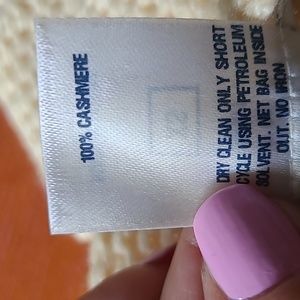 100% CASHMERE
DRY CLEAN ONLY SHORT
CYCLE USING PETROLEUM
SOLVENT. NET BAG INSIDE
OUT. NO IRON